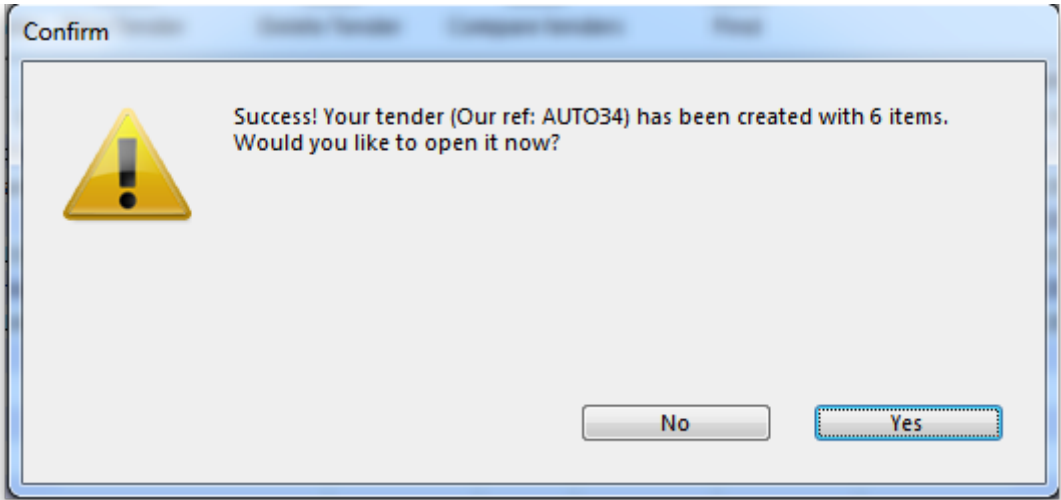 Confirm
Success! Your tender (Our ref: AUTO34) has been created with 6 items.
Would you like to open it now?
No
Yes